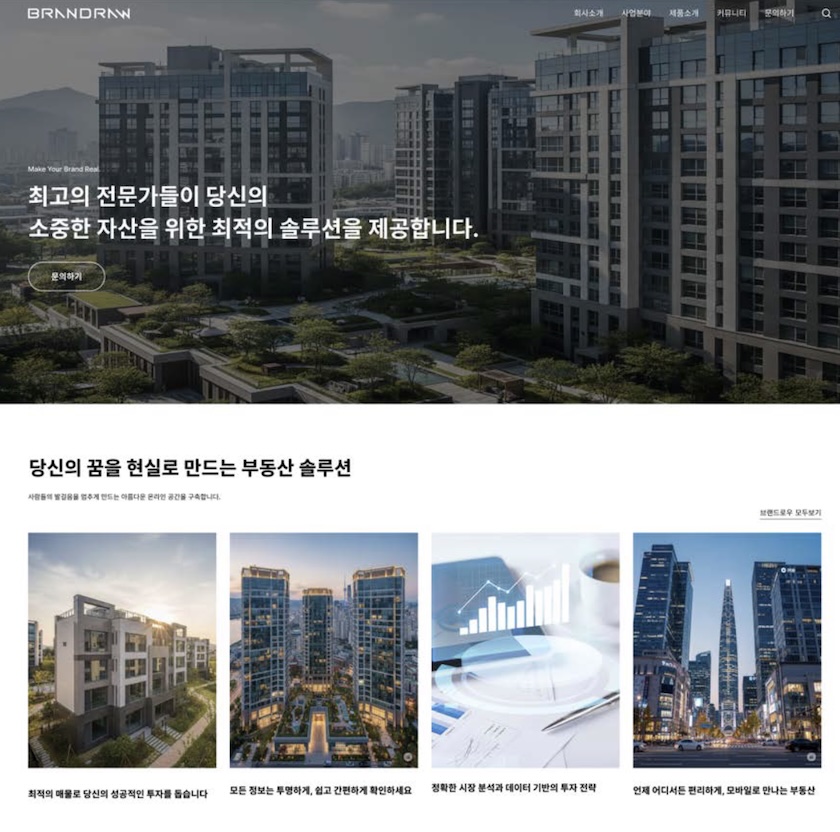 BRANDRAW
회사소개 사업분야 제품소개 커뮤니티 문의하기
Make Your Brand Real.
최고의 전문가들이 당신의
소중한 자산을 위한 최적의 솔루션을 제공합니다.
문의하기
당신의 꿈을 현실로 만드는 부동산 솔루션
사람들의 발걸음을 멈추게 만드는 아름다운 온라인 공간을 구축합니다.
브랜드로우 모두보기
최적의 매물로 당신의 성공적인 투자를 돕습니다
모든 정보는 투명하게, 쉽고 간편하게 확인하세요
정확한 시장 분석과 데이터 기반의 투자 전략
언제 어디서든 편리하게, 모바일로 만나는 부동산